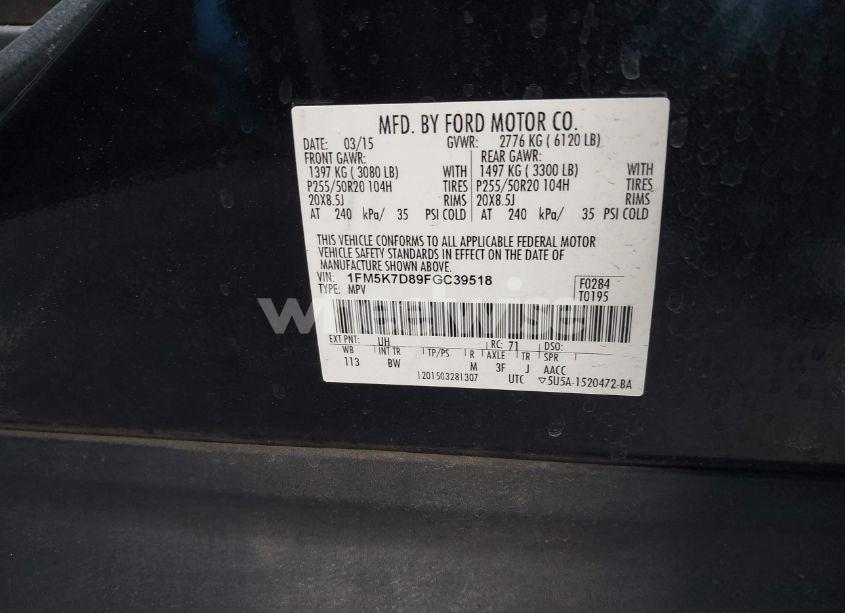 MFD. BY FORD MOTOR CO.
DATE: 03/15 GVWR: 2776 KG ( 6120 LB)
FRONT GAWR: REAR GAWR:
1397 KG ( 3080 LB) WITH 1497 KG ( 3300 LB) WITH
P255/50R20 104H TIRES P255/50R20 104H TIRES
20X8.5J RIMS 20X8.5J RIMS
AT 240 kPa/ 35 PSI COLD AT 240 kPa/ 35 PSI COLD
THIS VEHICLE CONFORMS TO ALL APPLICABLE FEDERAL MOTOR
VEHICLE SAFETY STANDARDS IN EFFECT ON THE DATE OF
MANUFACTURE SHOWN ABOVE.
VIN: 1FM5K7D89FGC39518 F0284
TYPE: MPV T0195
wheelwise
EXT PNT: UH RC: 71 DSO:
WB INT TR TP/PS R AXLE TR SPR
113 BW M 3F J AACC
1201503281307 UTC ▽5U5A-1520472-BA